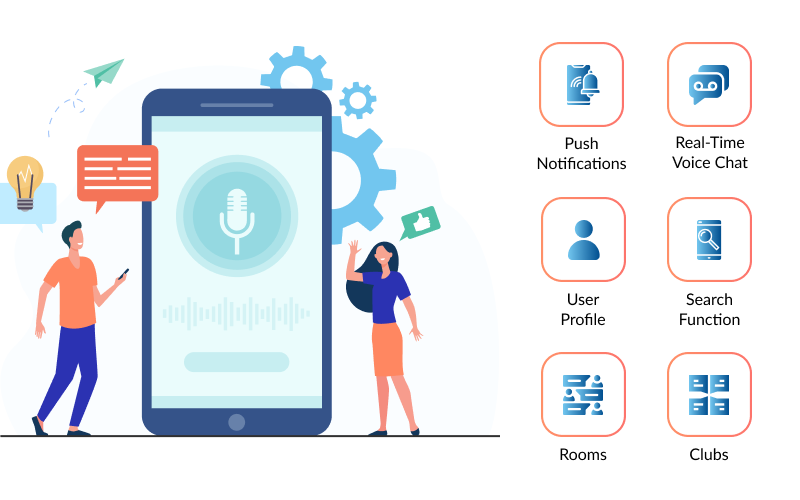 Push
Notifications
Real-Time
Voice Chat
User
Profile
Search
Function
Rooms
Clubs